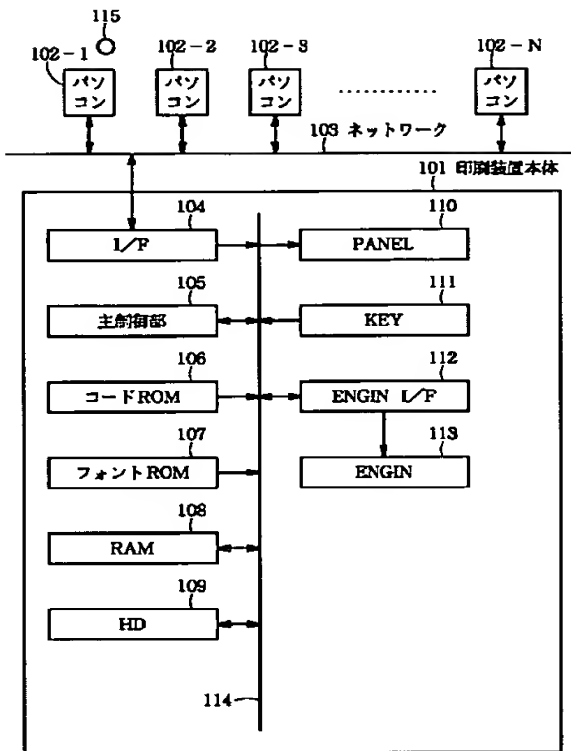 115
102-1
102-2
102-3
102-N
パソコン
パソコン
パソコン
パソコン
103 ネットワーク
101 印刷装置本体
104
I/F
110
PANEL
105
主制御部
111
KEY
106
コードROM
112
ENGIN I/F
107
フォントROM
113
ENGIN
108
RAM
109
HD
114